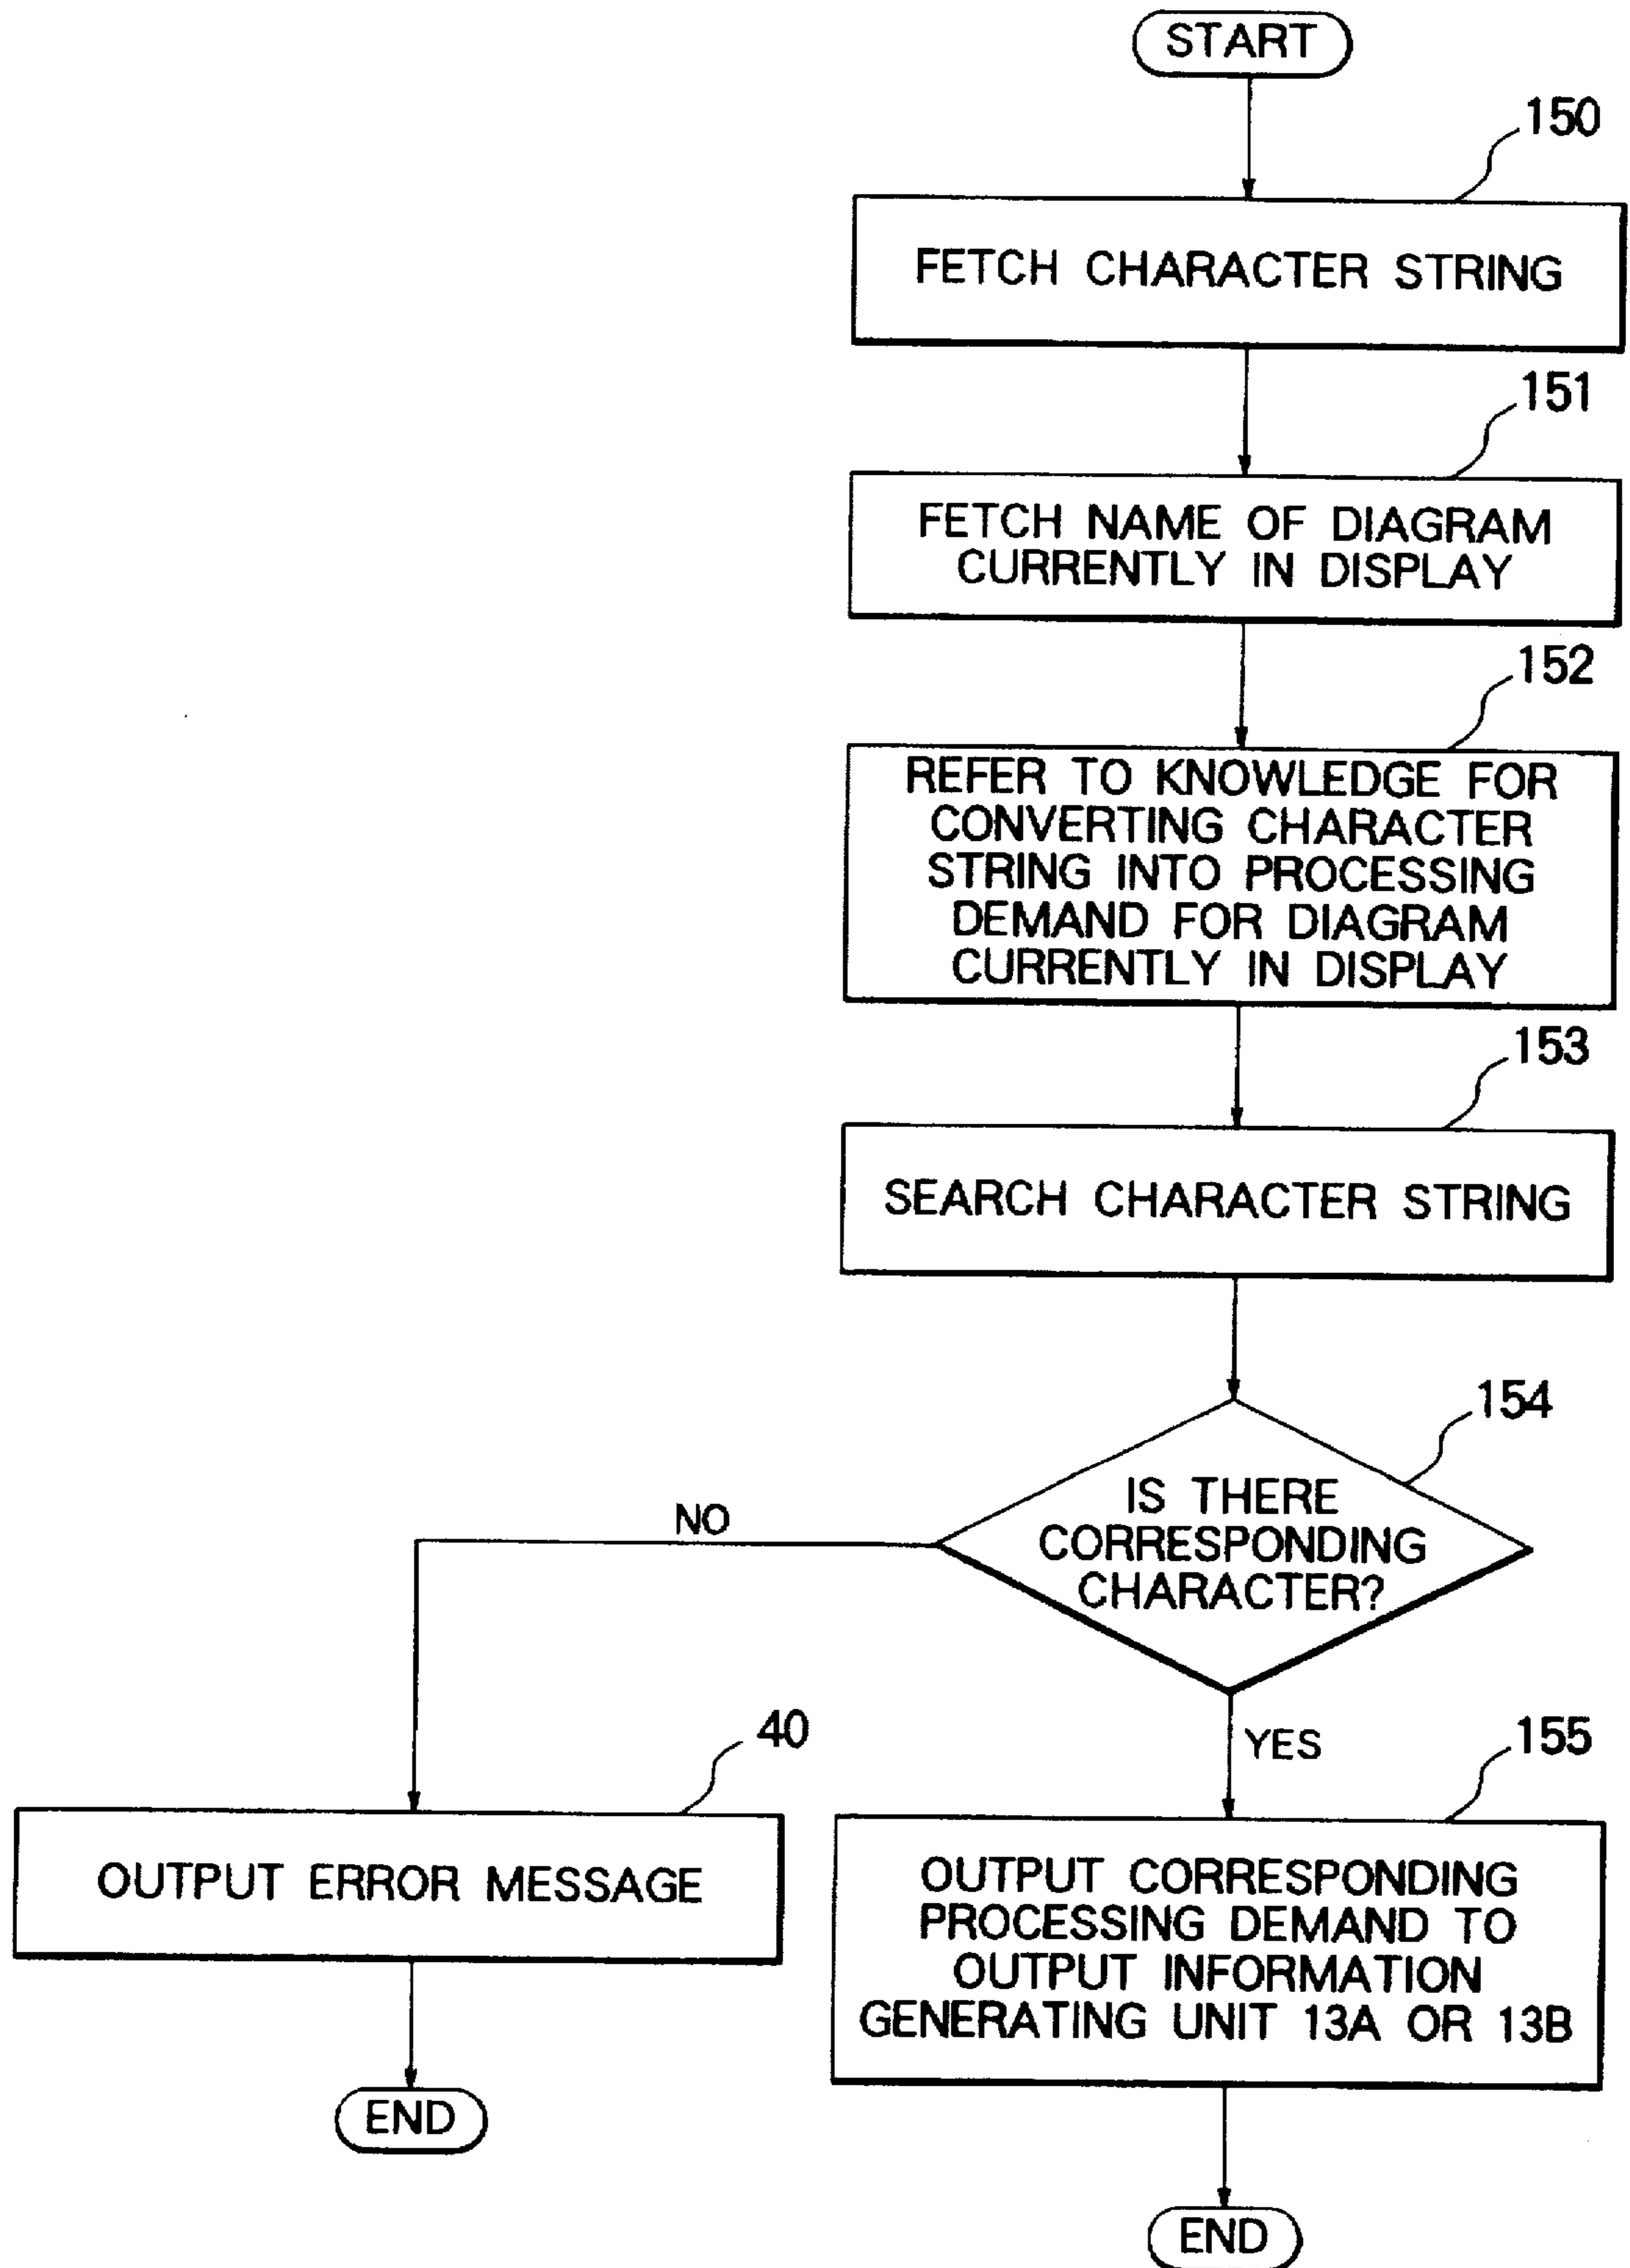 START
150
FETCH CHARACTER STRING
151
FETCH NAME OF DIAGRAM
CURRENTLY IN DISPLAY
152
REFER TO KNOWLEDGE FOR
CONVERTING CHARACTER
STRING INTO PROCESSING
DEMAND FOR DIAGRAM
CURRENTLY IN DISPLAY
153
SEARCH CHARACTER STRING
154
IS THERE
CORRESPONDING
CHARACTER?
NO
YES
40
OUTPUT ERROR MESSAGE
END
155
OUTPUT CORRESPONDING
PROCESSING DEMAND TO
OUTPUT INFORMATION
GENERATING UNIT 13A OR 13B
END